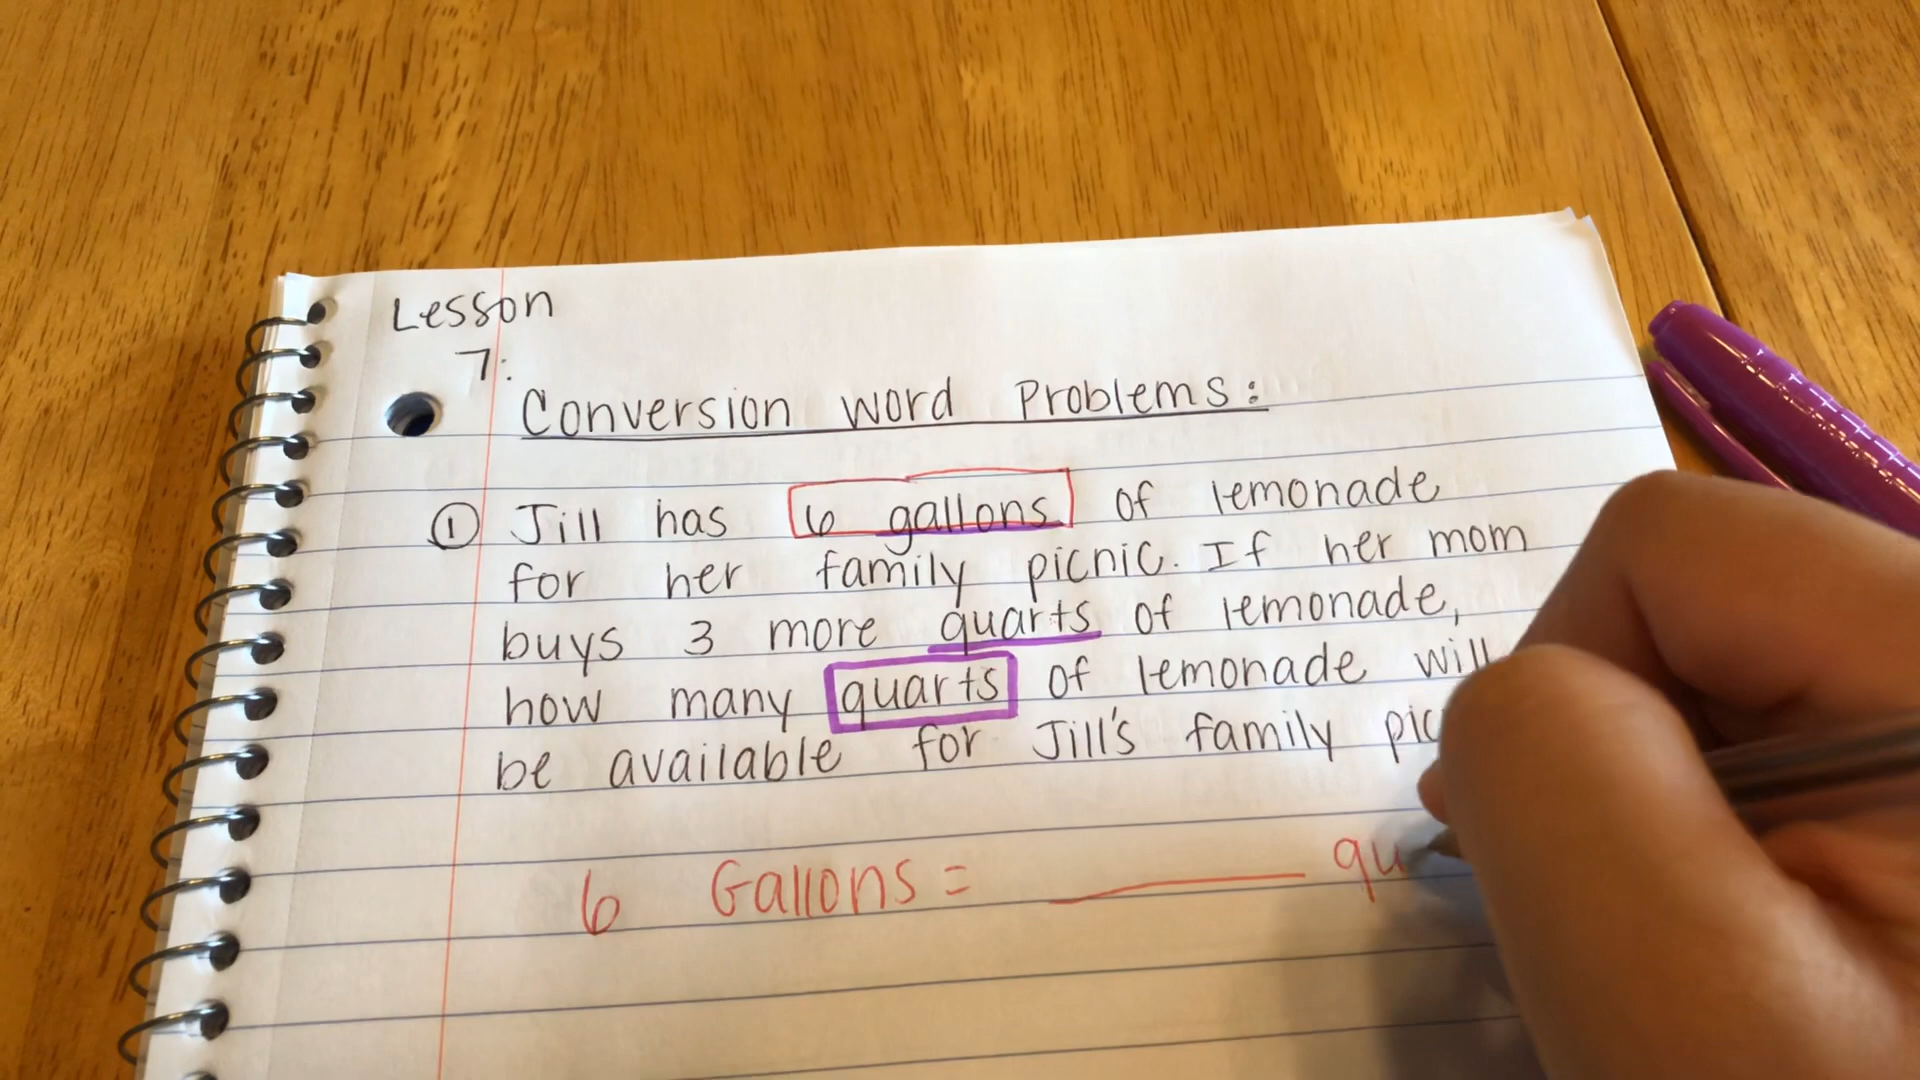 Lesson
7:
Conversion word Problems:
① Jill has 6 gallons of lemonade
for her family picnic. If her mom
buys 3 more quarts of lemonade,
how many quarts of lemonade will
be available for Jill's family
6 Gallons = ______